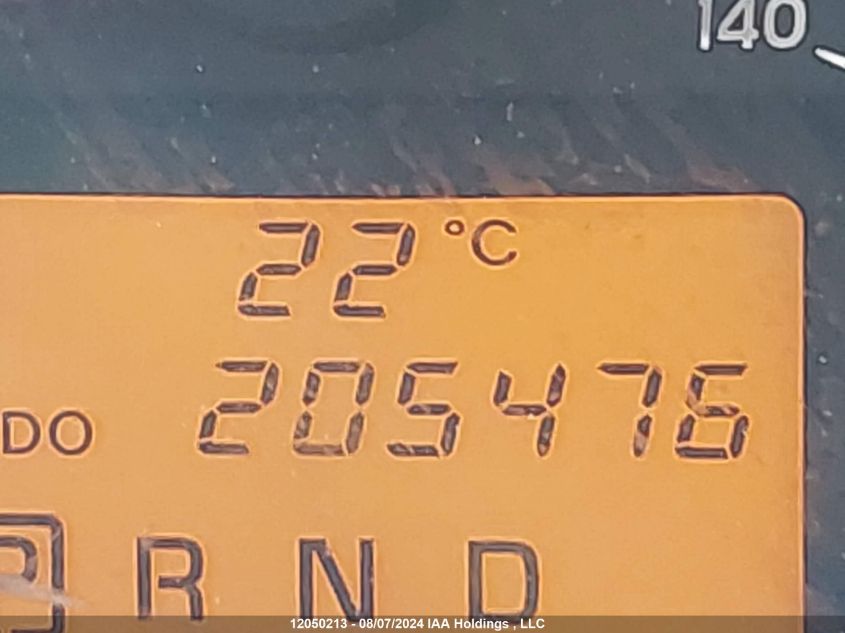 140
22 °C
DO 205476
P R N D
12050213 - 08/07/2024 IAA Holdings , LLC